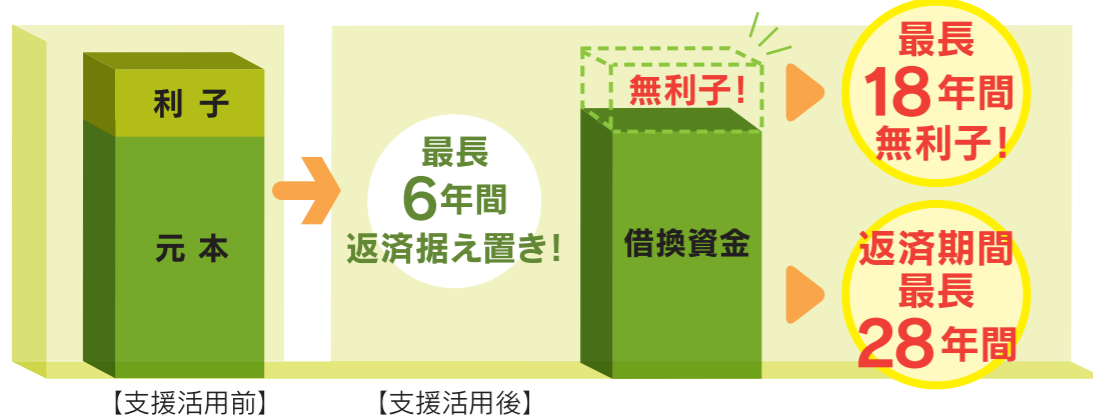 利子
元本
【支援活用前】
最長
6年間
返済据え置き!
【支援活用後】
無利子!
借換資金
最長
18年間
無利子!
返済期間
最長
28年間